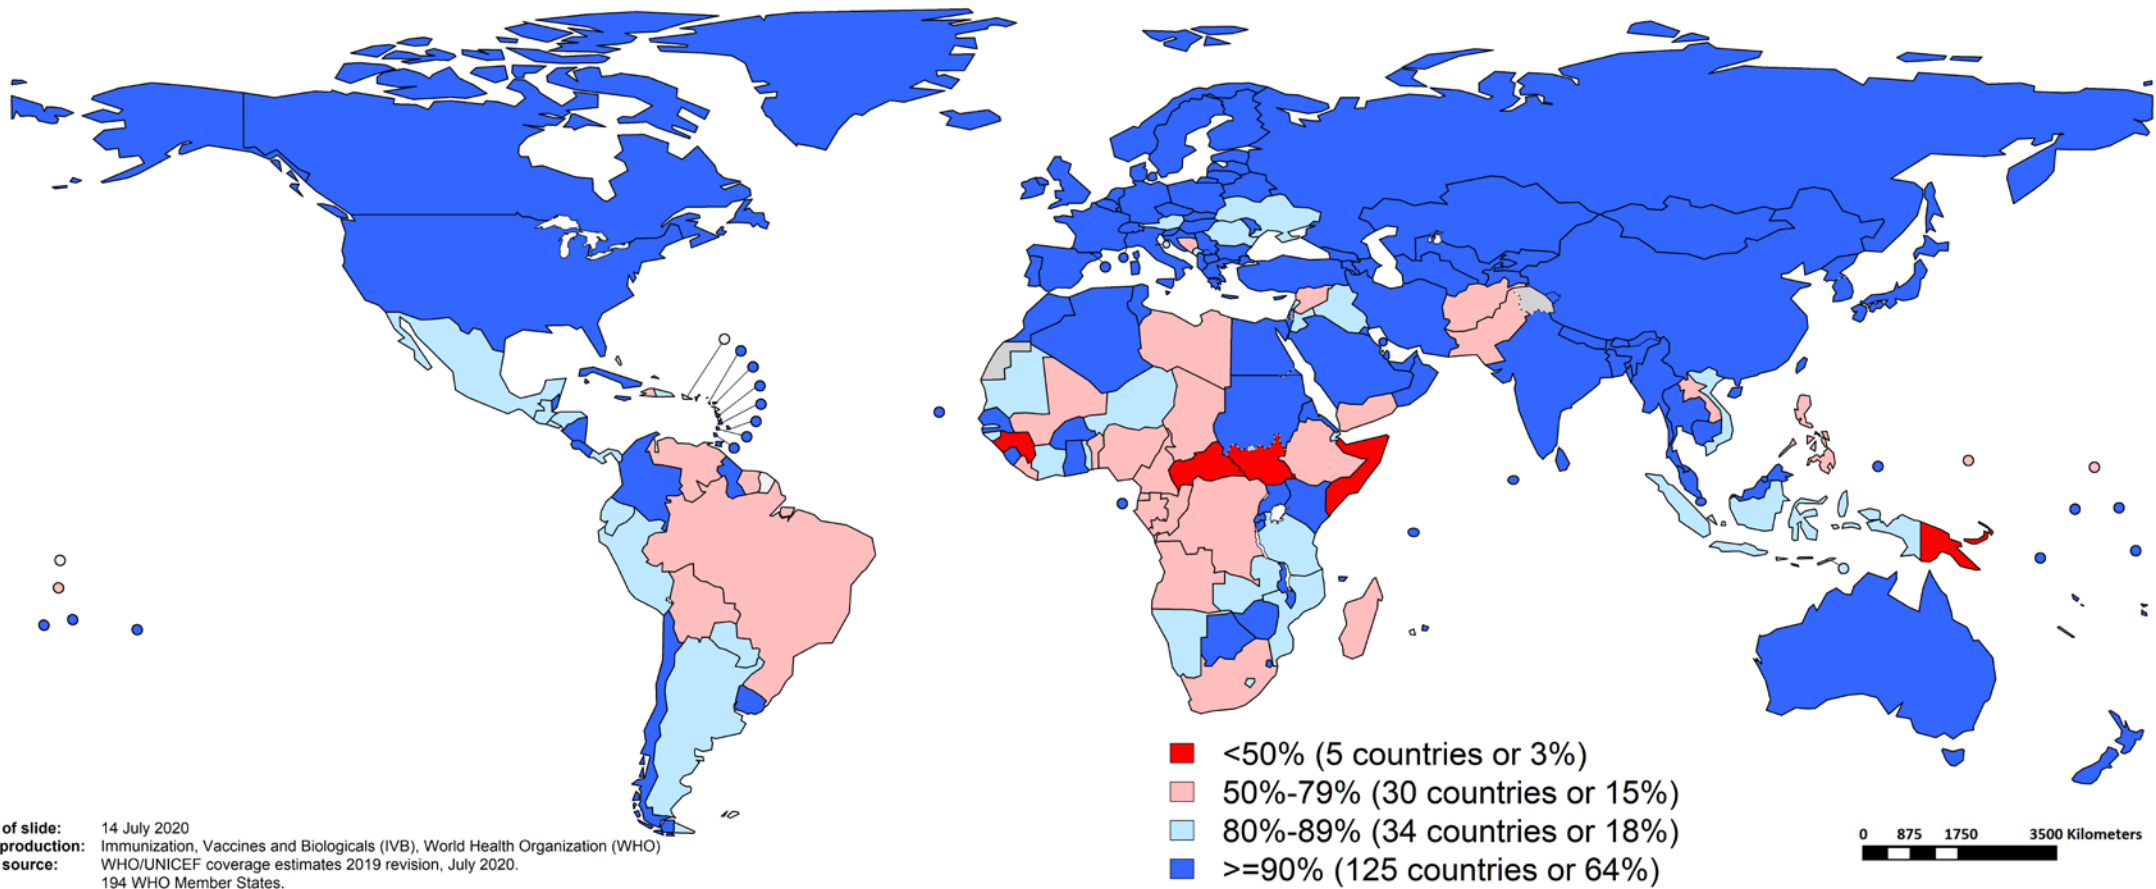 <50% (5 countries or 3%)
50%-79% (30 countries or 15%)
80%-89% (34 countries or 18%)
>=90% (125 countries or 64%)
0 875 1750 3500 Kilometers
of slide: 14 July 2020
production: Immunization, Vaccines and Biologicals (IVB), World Health Organization (WHO)
source: WHO/UNICEF coverage estimates 2019 revision, July 2020.
194 WHO Member States.